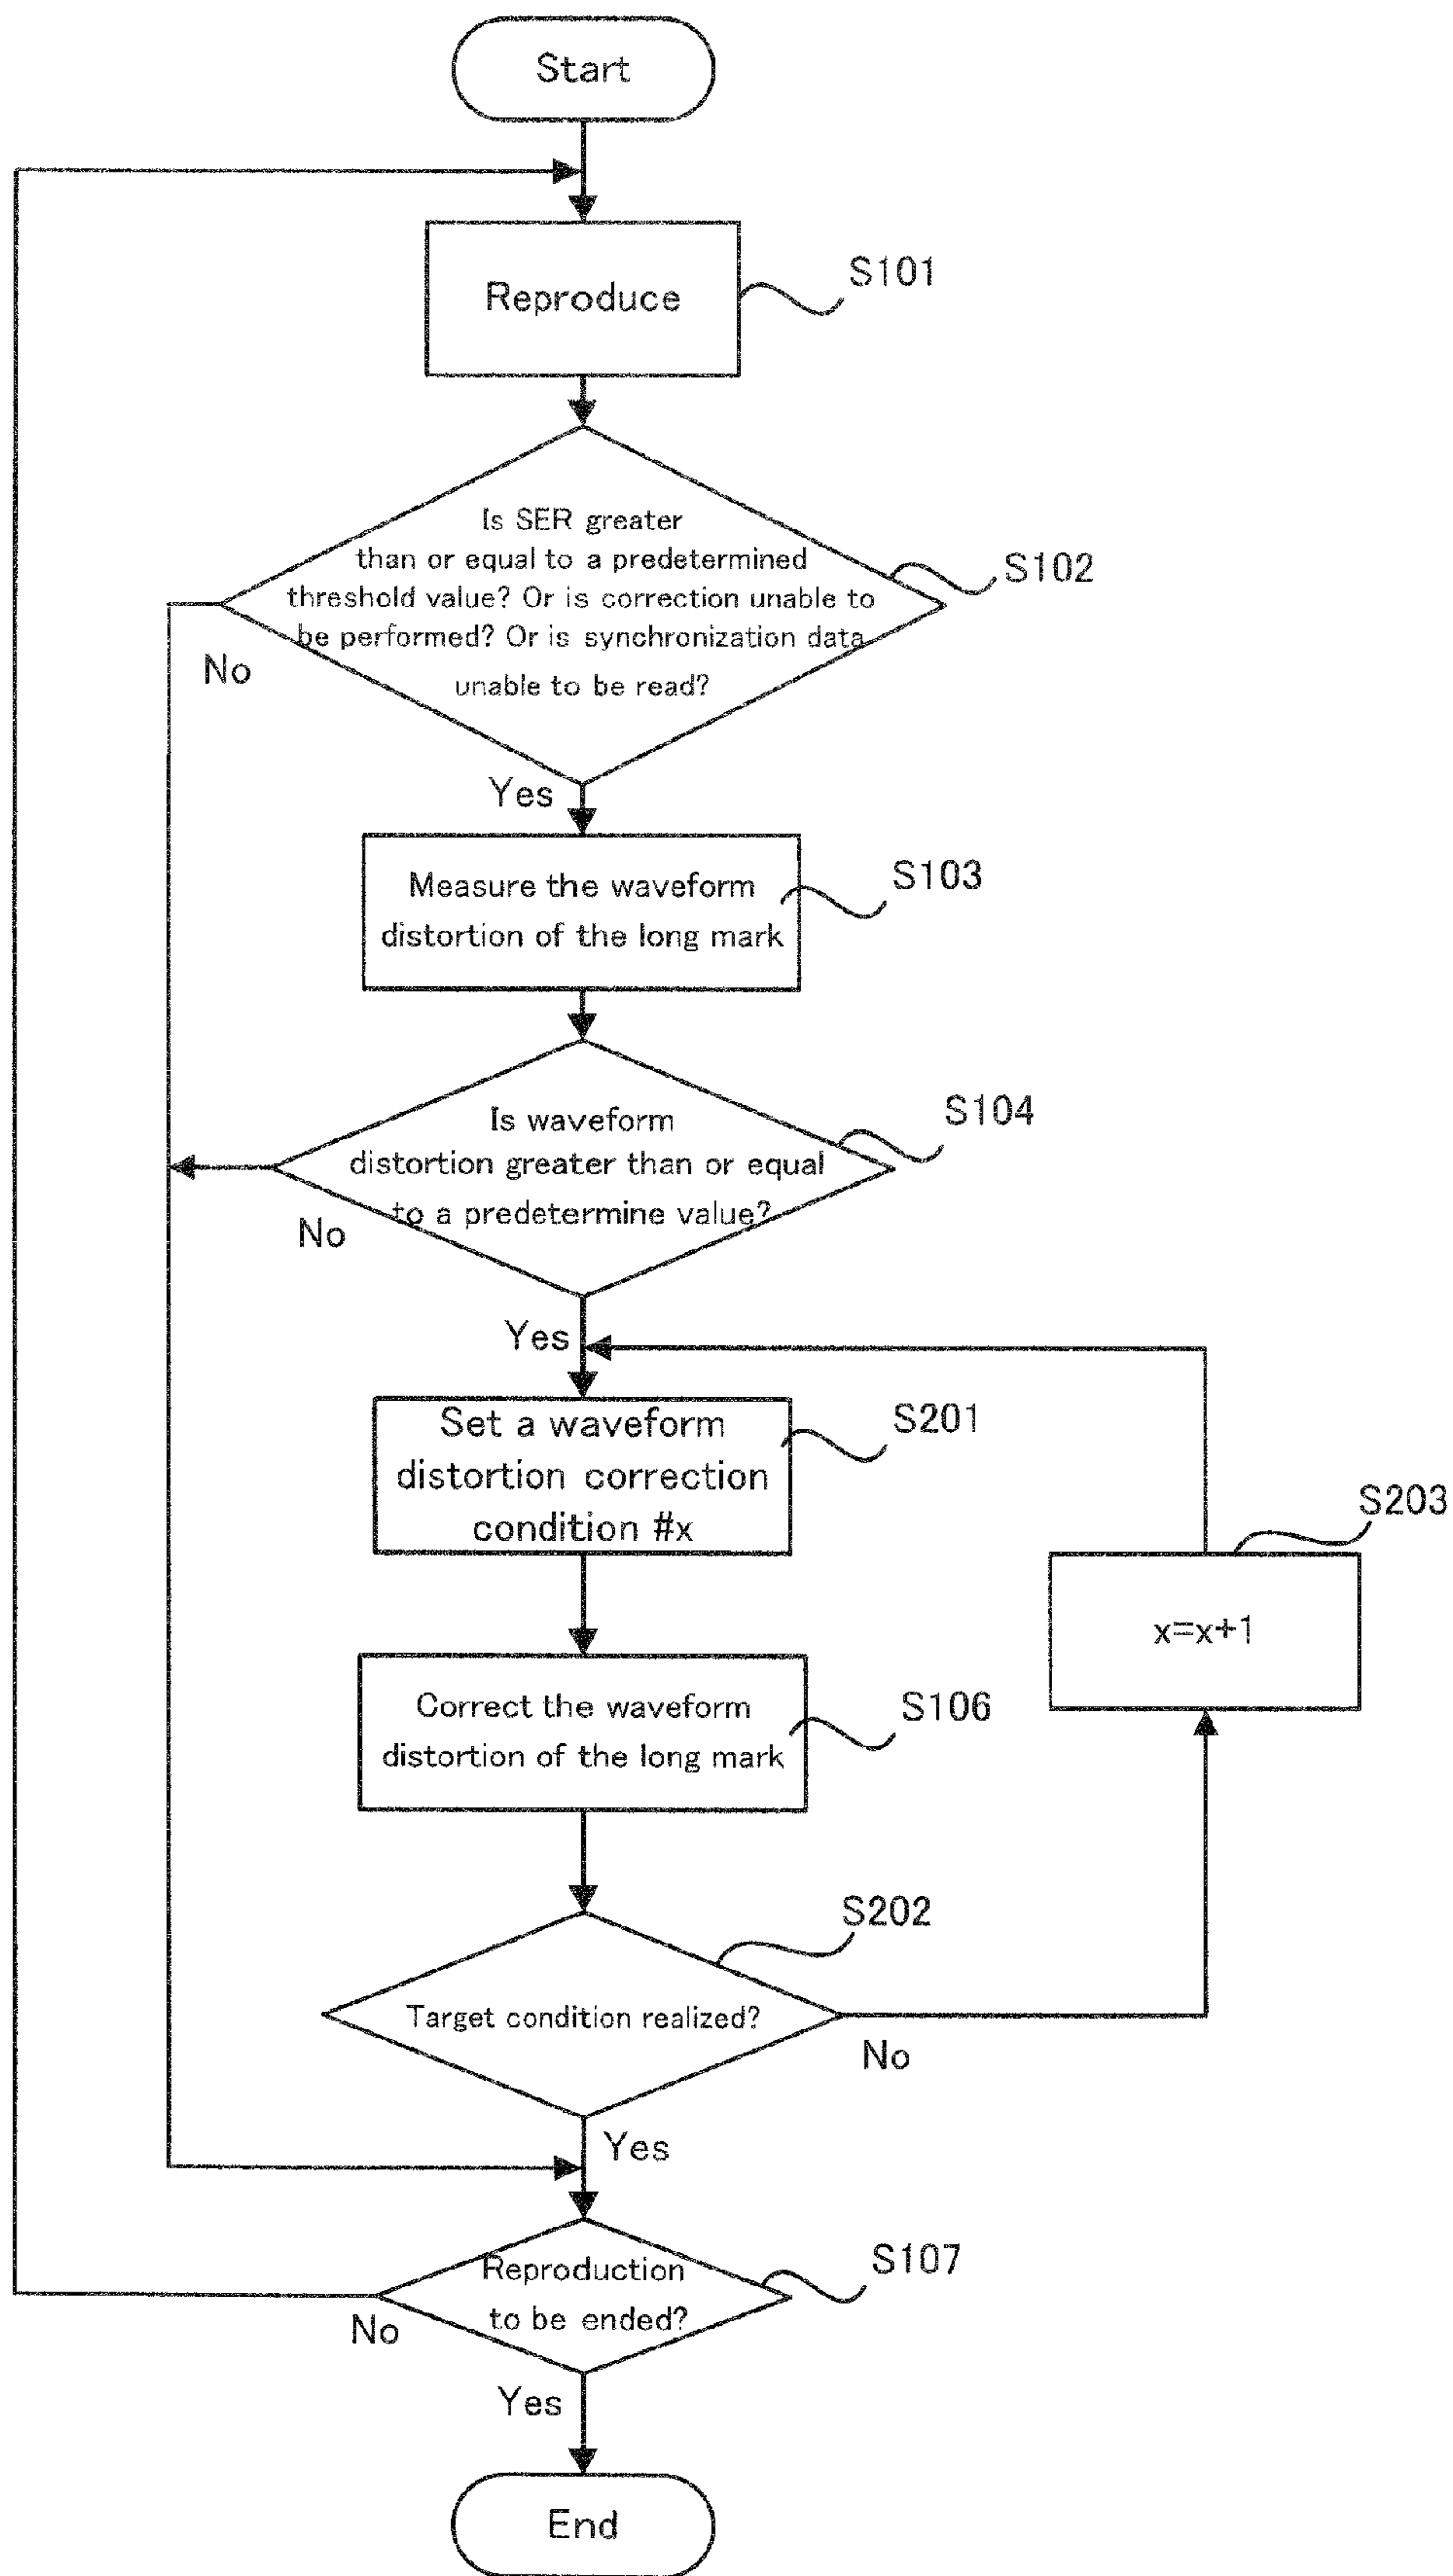 Start
Reproduce
S101
Is SER greater
than or equal to a predetermined
threshold value? Or is correction unable to
be performed? Or is synchronization data
unable to be read?
S102
No
Yes
Measure the waveform
distortion of the long mark
S103
Is waveform
distortion greater than or equal
to a predetermine value?
S104
No
Yes
Set a waveform
distortion correction
condition #x
S201
S203
x=x+1
Correct the waveform
distortion of the long mark
S106
S202
Target condition realized?
No
Yes
Reproduction
to be ended?
S107
No
Yes
End